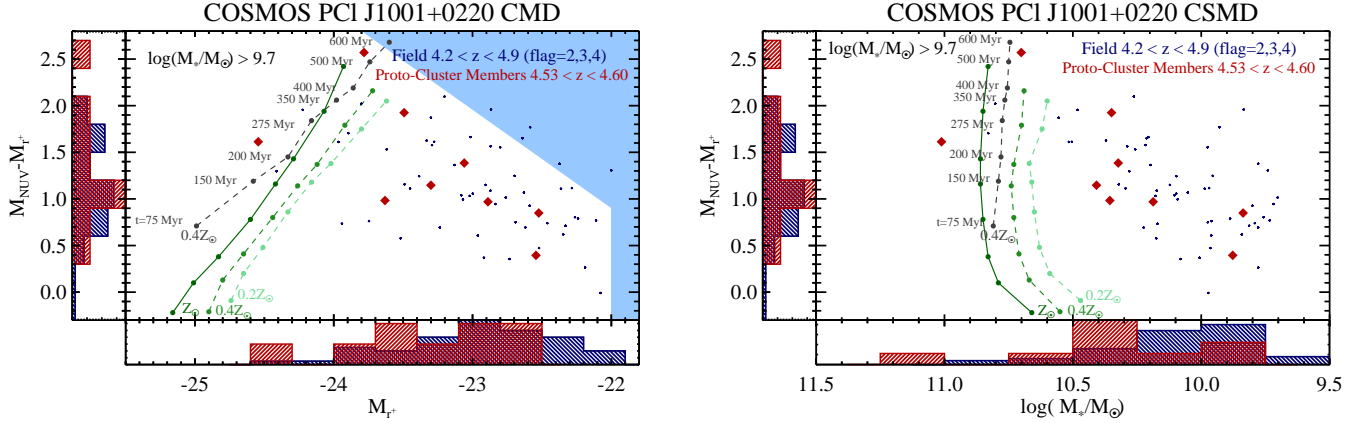 COSMOS PCl J1001+0220 CMD
log(M*/M☉) > 9.7
600 Myr
Field 4.2 < z < 4.9 (flag=2,3,4)
500 Myr
Proto-Cluster Members 4.53 < z < 4.60
400 Myr
350 Myr
275 Myr
200 Myr
150 Myr
t=75 Myr
0.4Z☉
0.2Z☉
Z☉
0.4Z☉
2.5
2.0
1.5
1.0
0.5
0.0
M_NUV-M_r+
-25
-24
-23
-22
M_r+
COSMOS PCl J1001+0220 CSMD
log(M*/M☉) > 9.7
600 Myr
Field 4.2 < z < 4.9 (flag=2,3,4)
500 Myr
Proto-Cluster Members 4.53 < z < 4.60
400 Myr
350 Myr
275 Myr
200 Myr
150 Myr
t=75 Myr
0.4Z☉
0.2Z☉
Z☉
0.4Z☉
2.5
2.0
1.5
1.0
0.5
0.0
M_NUV-M_r+
11.5
11.0
10.5
10.0
9.5
log( M*/M☉)